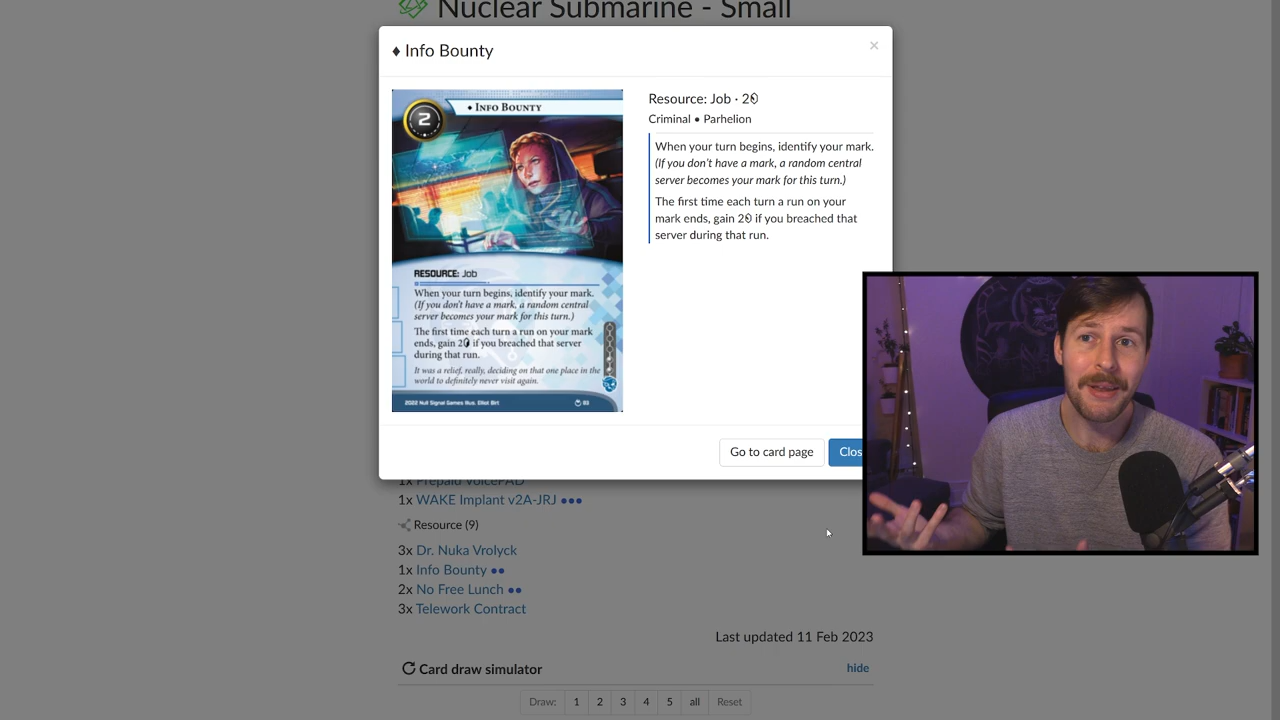 Nuclear Submarine - Small
♦ Info Bounty
×
2
♦ INFO BOUNTY
RESOURCE: Job
When your turn begins, identify your mark.
(If you don't have a mark, a random central
server becomes your mark for this turn.)
The first time each turn a run on your mark
ends, gain 2 if you breached that server
during that run.
It was a relief, really, deciding on that one place in the
world to definitely never visit again.
2022 Null Signal Games Illus. Elliot Birt
Resource: Job · 2
Criminal • Parhelion
When your turn begins, identify your mark.
(If you don't have a mark, a random central
server becomes your mark for this turn.)
The first time each turn a run on your
mark ends, gain 2 if you breached that
server during that run.
Go to card page
Clos
1x Prepaid VoicePAD
1x WAKE Implant v2A-JRJ ●●●
Resource (9)
3x Dr. Nuka Vrolyck
1x Info Bounty ●●
2x No Free Lunch ●●
3x Telework Contract
Last updated 11 Feb 2023
Card draw simulator
hide
Draw: 1 2 3 4 5 all Reset